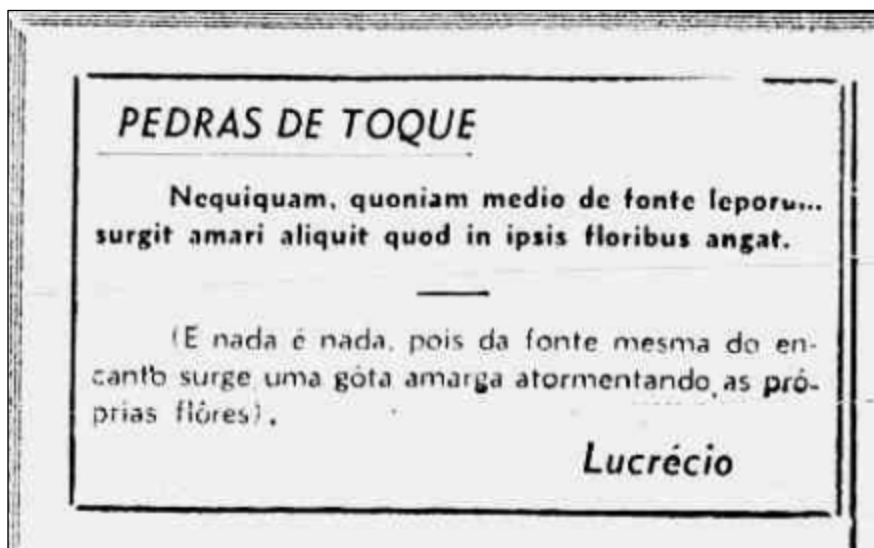 PEDRAS DE TOQUE
Nequiquam, quoniam medio de fonte leporu...
surgit amari aliquit quod in ipsis floribus angat.
(E nada é nada, pois da fonte mesma do en-
canto surge uma gôta amarga atormentando as pró-
prias flôres).
Lucrécio